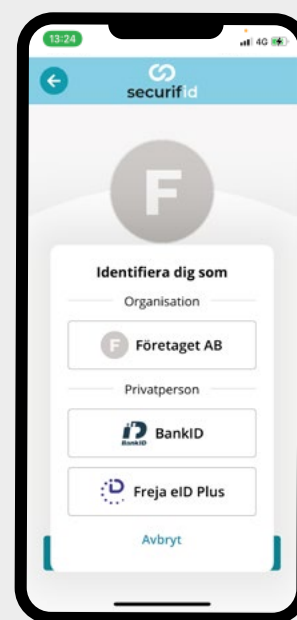 13:24
4G
securifid
F
Identifiera dig som
Organisation
F Företaget AB
Privatperson
BankID
BankID
Freja eID Plus
Avbryt